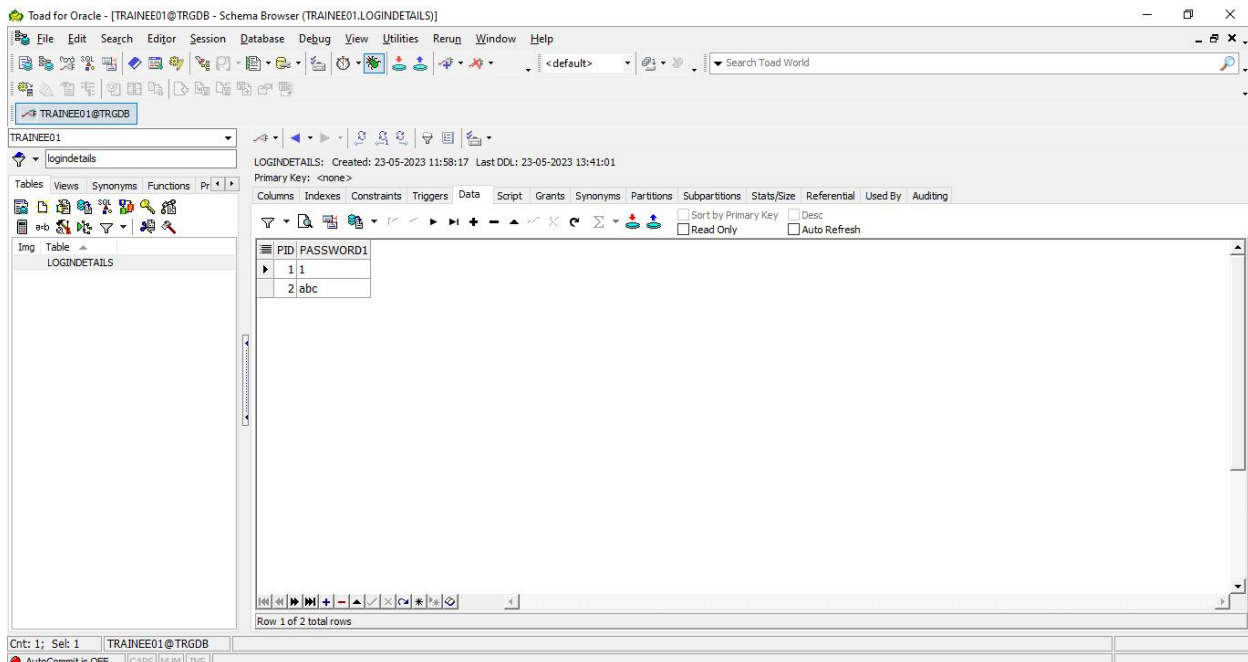 Toad for Oracle - [TRAINEE01@TRGDB - Schema Browser (TRAINEE01.LOGINDETAILS)]
File Edit Search Editor Session Database Debug View Utilities Rerun Window Help
<default> Search Toad World
TRAINEE01@TRGDB
TRAINEE01
logindetails
LOGINDETAILS: Created: 23-05-2023 11:58:17 Last DDL: 23-05-2023 13:41:01
Primary Key: <none>
Tables Views Synonyms Functions Pr
Columns Indexes Constraints Triggers Data Script Grants Synonyms Partitions Subpartitions Stats/Size Referential Used By Auditing
Sort by Primary Key Desc
Read Only Auto Refresh
Img Table
LOGINDETAILS
PID PASSWORD1
1 1
2 abc
Row 1 of 2 total rows
Cnt: 1; Sel: 1 TRAINEE01@TRGDB
AutoCommit is OFF CAPS NUM INS